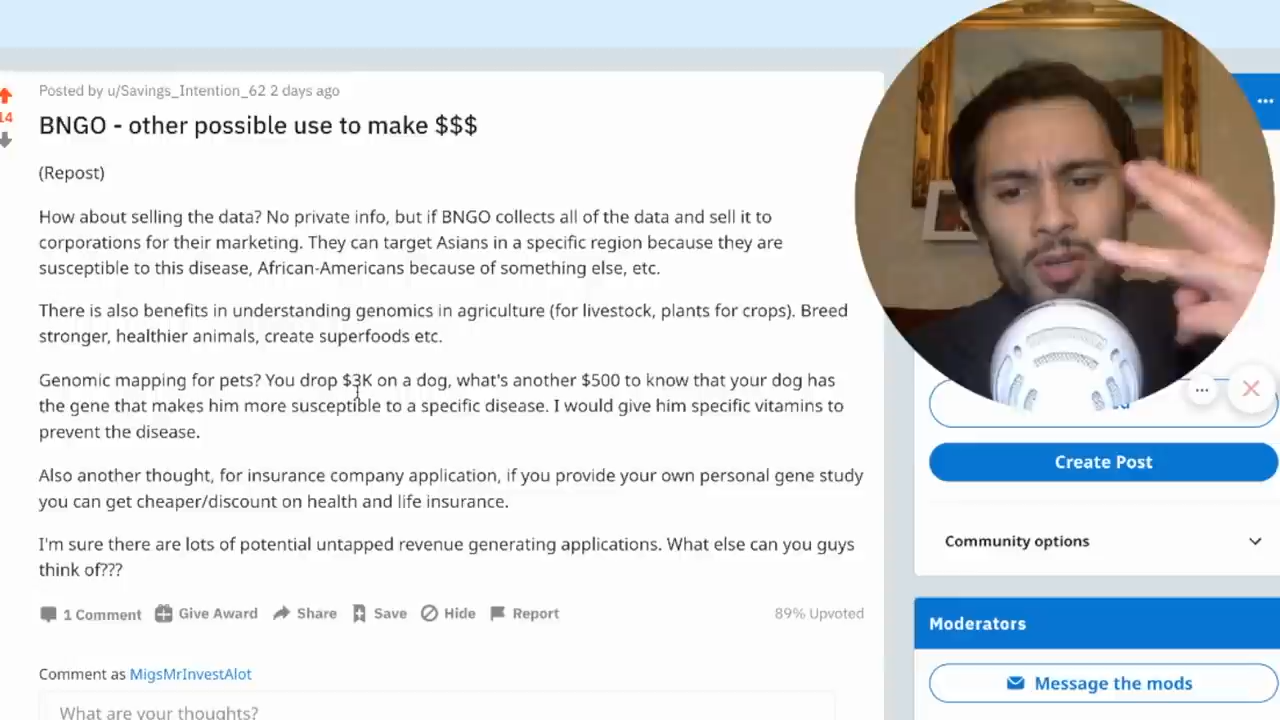 Posted by u/Savings_Intention_62 2 days ago
14
BNGO - other possible use to make $$$
(Repost)
How about selling the data? No private info, but if BNGO collects all of the data and sell it to
corporations for their marketing. They can target Asians in a specific region because they are
susceptible to this disease, African-Americans because of something else, etc.
There is also benefits in understanding genomics in agriculture (for livestock, plants for crops). Breed
stronger, healthier animals, create superfoods etc.
Genomic mapping for pets? You drop $3K on a dog, what's another $500 to know that your dog has
the gene that makes him more susceptible to a specific disease. I would give him specific vitamins to
prevent the disease.
Also another thought, for insurance company application, if you provide your own personal gene study
you can get cheaper/discount on health and life insurance.
I'm sure there are lots of potential untapped revenue generating applications. What else can you guys
think of???
1 Comment Give Award Share Save Hide Report 89% Upvoted
Comment as MigsMrInvestAlot
What are your thoughts?
Create Post
Community options
Moderators
Message the mods